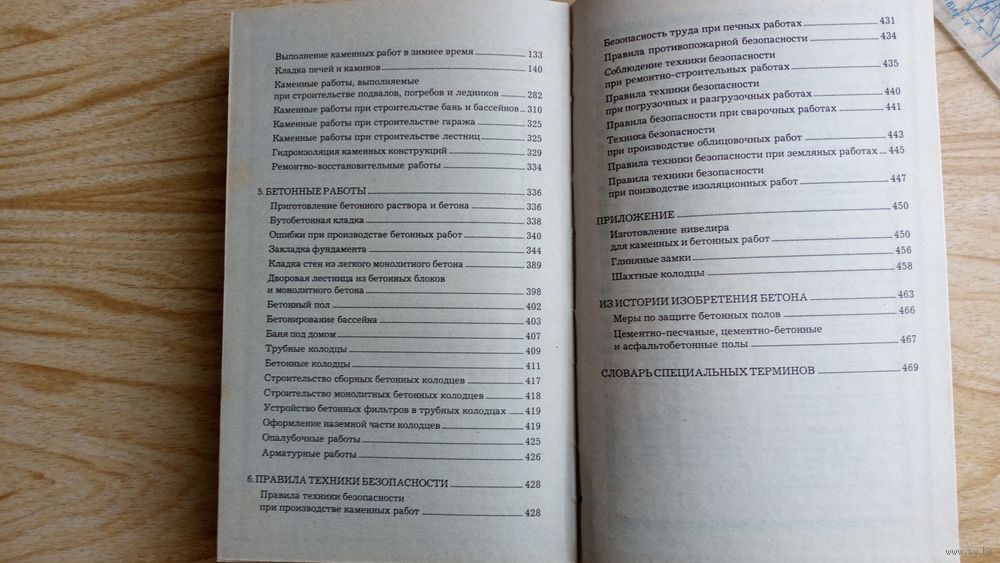 Выполнение каменных работ в зимнее время 133
Кладка печей и каминов 140
Каменные работы, выполняемые
при строительстве подвалов, погребов и ледников 282
Каменные работы при строительстве бань и бассейнов 310
Каменные работы при строительстве гаража 325
Каменные работы при строительстве лестниц 325
Гидроизоляция каменных конструкций 329
Ремонтно-восстановительные работы 334
5. БЕТОННЫЕ РАБОТЫ 336
Приготовление бетонного раствора и бетона 336
Бутобетонная кладка 338
Ошибки при производстве бетонных работ 340
Закладка фундамента 344
Кладка стен из легкого монолитного бетона 389
Дворовая лестница из бетонных блоков
и монолитного бетона 398
Бетонный пол 402
Бетонирование бассейна 403
Баня под домом 407
Трубные колодцы 409
Бетонные колодцы 411
Строительство сборных бетонных колодцев 417
Строительство монолитных бетонных колодцев 418
Устройство бетонных фильтров в трубных колодцах 419
Оформление наземной части колодцев 419
Опалубочные работы 425
Арматурные работы 426
6. ПРАВИЛА ТЕХНИКИ БЕЗОПАСНОСТИ 428
Правила техники безопасности
при производстве каменных работ 428
Безопасность труда при печных работах 431
Правила противопожарной безопасности 434
Соблюдение техники безопасности
при ремонтно-строительных работах 435
Правила техники безопасности
при погрузочных и разгрузочных работах 440
Правила безопасности при сварочных работах 441
Техника безопасности
при производстве облицовочных работ 443
Правила техники безопасности при земляных работах 445
Правила техники безопасности
при поизводстве изоляционных работ 447
ПРИЛОЖЕНИЕ 450
Изготовление нивелира
для каменных и бетонных работ 450
Глиняные замки 456
Шахтные колодцы 458
ИЗ ИСТОРИИ ИЗОБРЕТЕНИЯ БЕТОНА 463
Меры по защите бетонных полов 466
Цементно-песчаные, цементно-бетонные
и асфальтобетонные полы 467
СЛОВАРЬ СПЕЦИАЛЬНЫХ ТЕРМИНОВ 469
www.ay.by